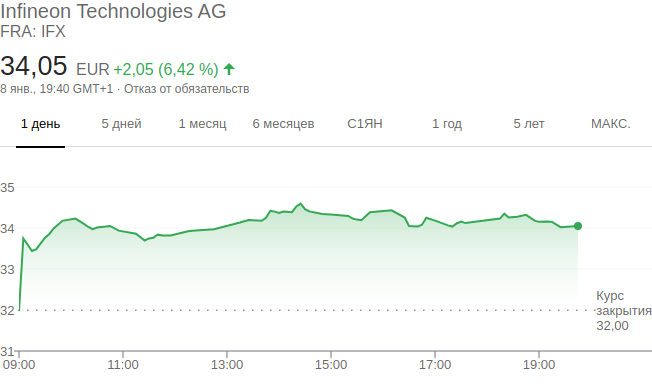 Infineon Technologies AG
FRA: IFX
34,05 EUR +2,05 (6,42 %)
8 янв., 19:40 GMT+1 · Отказ от обязательств
1 день 5 дней 1 месяц 6 месяцев С1ЯН 1 год 5 лет МАКС.
35
34
33
32
31
Курс
закрытия
32,00
09:00 11:00 13:00 15:00 17:00 19:00